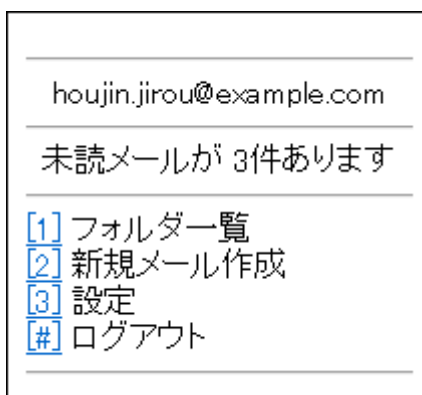 houjin.jirou@example.com
未読メールが 3件あります
[1] フォルダ一覧
[2] 新規メール作成
[3] 設定
[#] ログアウト